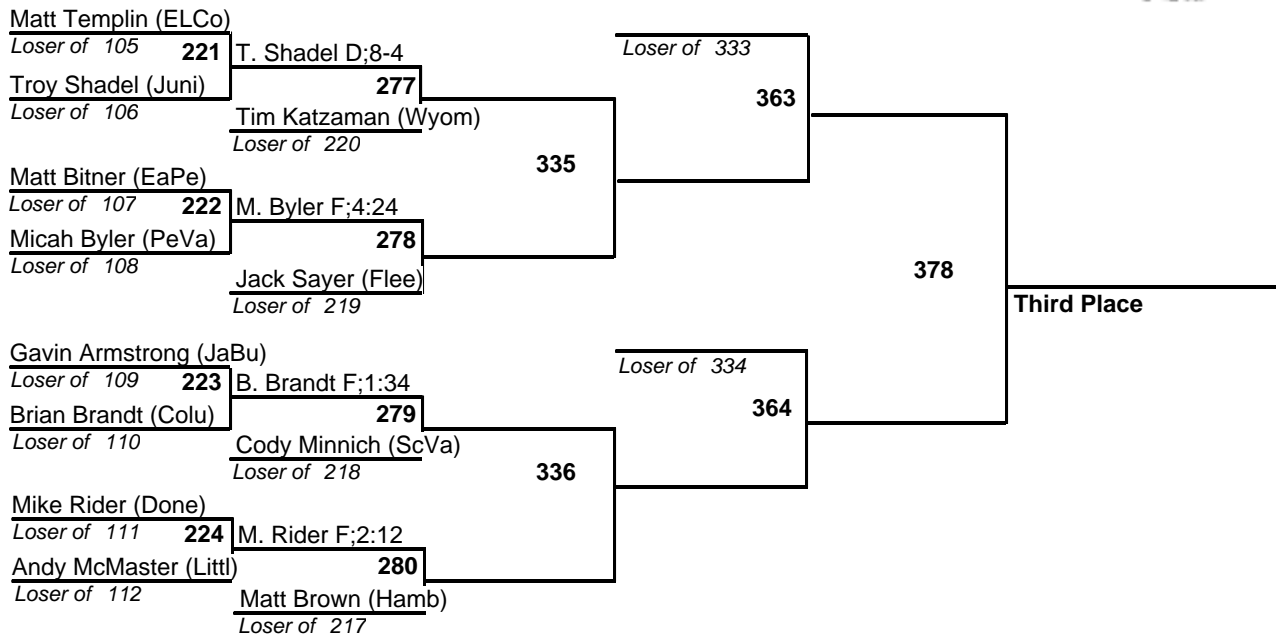 Matt Templin (ELCo)
Loser of 105
221
T. Shadel D;8-4
Troy Shadel (Juni)
Loser of 106
277
Tim Katzaman (Wyom)
Loser of 220
335
Matt Bitner (EaPe)
Loser of 107
222
M. Byler F;4:24
Micah Byler (PeVa)
Loser of 108
278
Jack Sayer (Flee)
Loser of 219
Loser of 333
363
378
Third Place
Gavin Armstrong (JaBu)
Loser of 109
223
B. Brandt F;1:34
Brian Brandt (Colu)
Loser of 110
279
Cody Minnich (ScVa)
Loser of 218
336
Mike Rider (Done)
Loser of 111
224
M. Rider F;2:12
Andy McMaster (Littl)
Loser of 112
280
Matt Brown (Hamb)
Loser of 217
Loser of 334
364